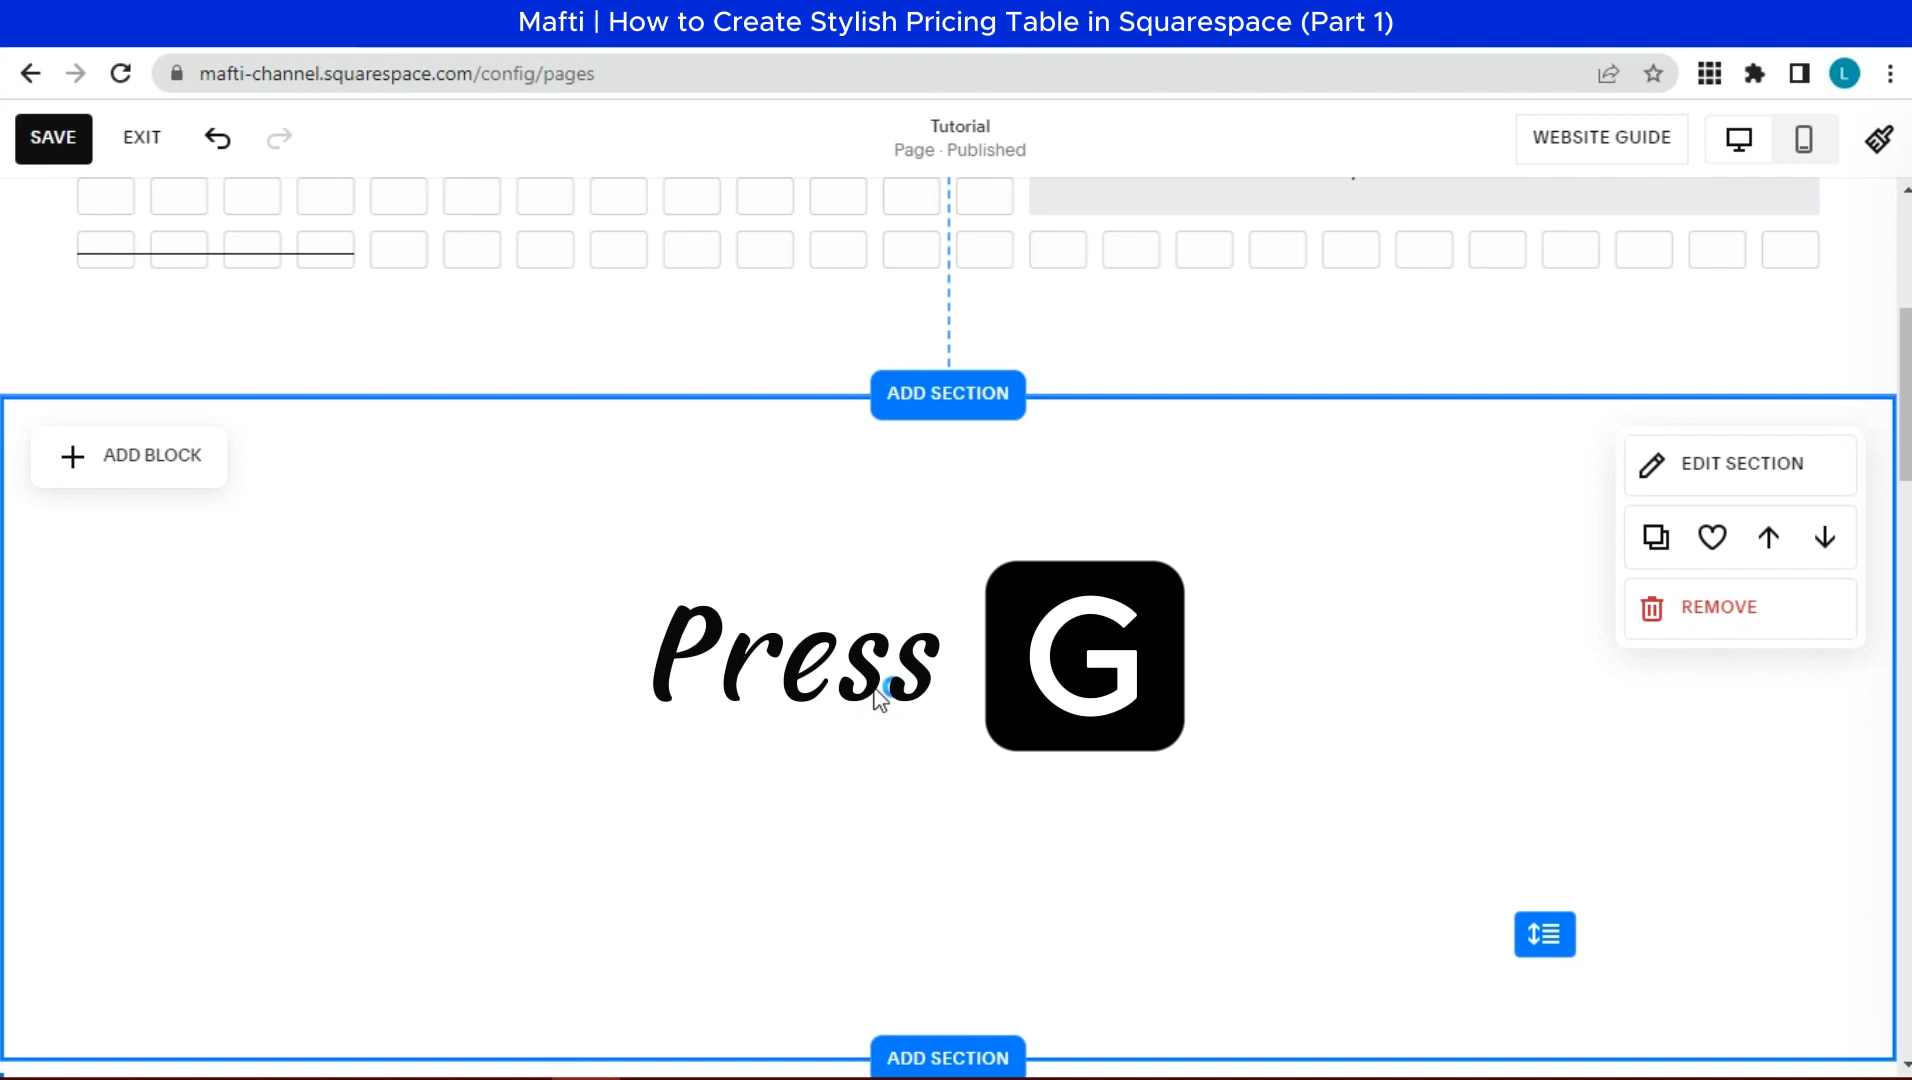 Mafti | How to Create Stylish Pricing Table in Squarespace (Part 1)
mafti-channel.squarespace.com/config/pages
L
SAVE
EXIT
Tutorial
Page · Published
WEBSITE GUIDE
ADD SECTION
ADD BLOCK
EDIT SECTION
REMOVE
Press G
ADD SECTION